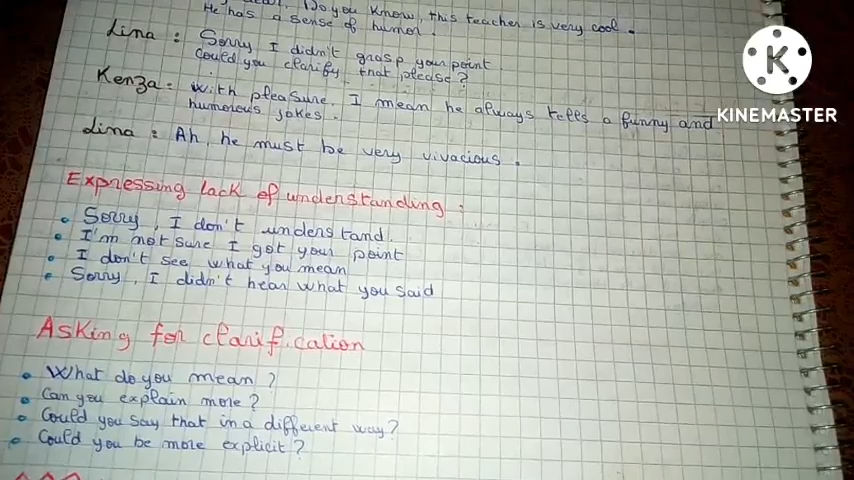 Do you know, this teacher is very cool.
He has a sense of humor.
Lina : Sorry I didn't grasp your point.
Could you clarify that please?
Kenza : with pleasure, I mean he always tells a funny and
humorous jokes.
Lina : Ah, he must be very vivacious.
Expressing lack of understanding :
• Sorry, I don't understand.
• I'm not sure I got your point
• I don't see what you mean
• Sorry, I didn't hear what you said
Asking for clarification
• What do you mean ?
• Can you explain more ?
• Could you say that in a different way?
• Could you be more explicit ?
K
KINEMASTER